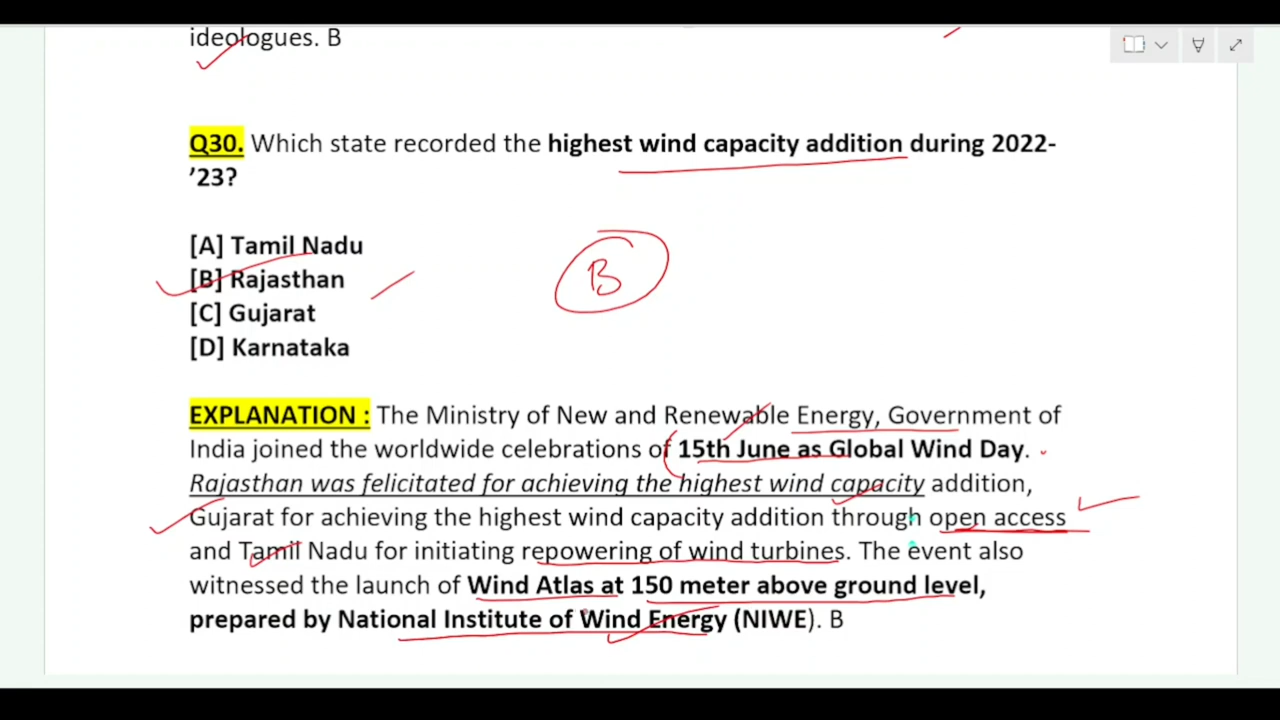 ideologues. B
Q30. Which state recorded the highest wind capacity addition during 2022-
’23?
[A] Tamil Nadu
[B] Rajasthan
[C] Gujarat
[D] Karnataka
B
EXPLANATION : The Ministry of New and Renewable Energy, Government of
India joined the worldwide celebrations of 15th June as Global Wind Day.
Rajasthan was felicitated for achieving the highest wind capacity addition,
Gujarat for achieving the highest wind capacity addition through open access
and Tamil Nadu for initiating repowering of wind turbines. The event also
witnessed the launch of Wind Atlas at 150 meter above ground level,
prepared by National Institute of Wind Energy (NIWE). B